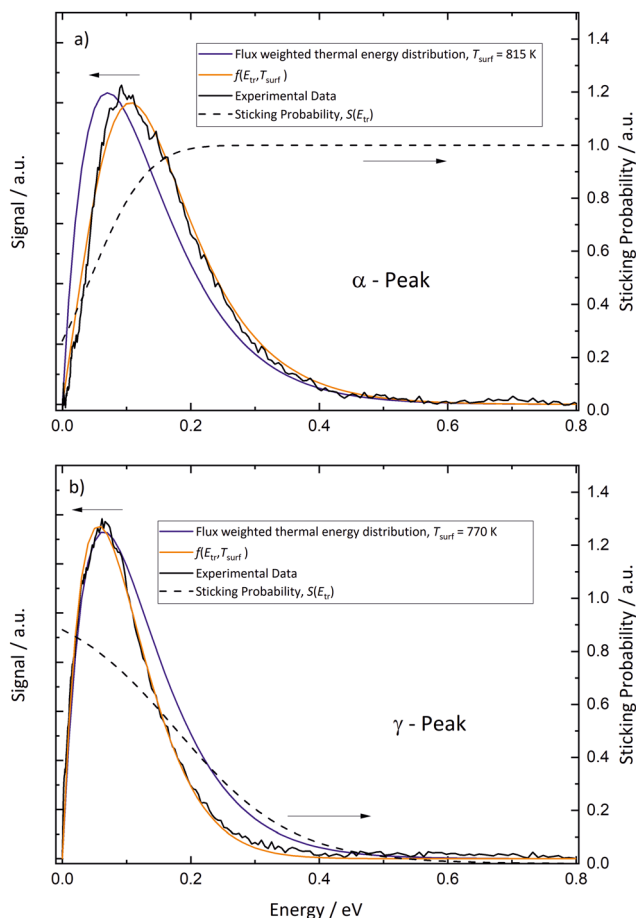 a)
Flux weighted thermal energy distribution, Tsurf = 815 K
f(Etr,Tsurf )
Experimental Data
Sticking Probability, S(Etr)
α - Peak
Signal / a.u.
1.4
1.2
1.0
0.8
0.6
0.4
0.2
0.0
Sticking Probability / a.u.
0.0 0.2 0.4 0.6 0.8
b)
Flux weighted thermal energy distribution, Tsurf = 770 K
f(Etr,Tsurf )
Experimental Data
Sticking Probability, S(Etr)
γ - Peak
Signal / a.u.
1.4
1.2
1.0
0.8
0.6
0.4
0.2
0.0
Sticking Probability / a.u.
0.0 0.2 0.4 0.6 0.8
Energy / eV